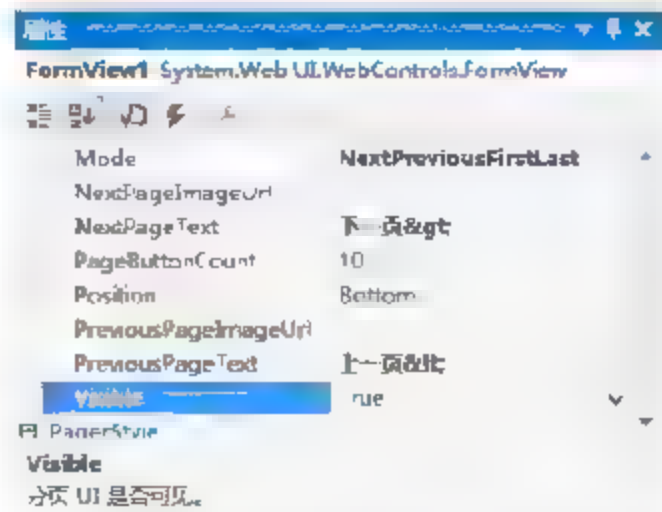 属性
FormView1 System.Web.UI.WebControls.FormView
Mode NextPreviousFirstLast
NextPageImageUrl
NextPageText 下一页&gt;
PageButtonCount 10
Position Bottom
PreviousPageImageUrl
PreviousPageText 上一页&lt;
Visible True
PagerStyle
Visible
分页 UI 是否可见。